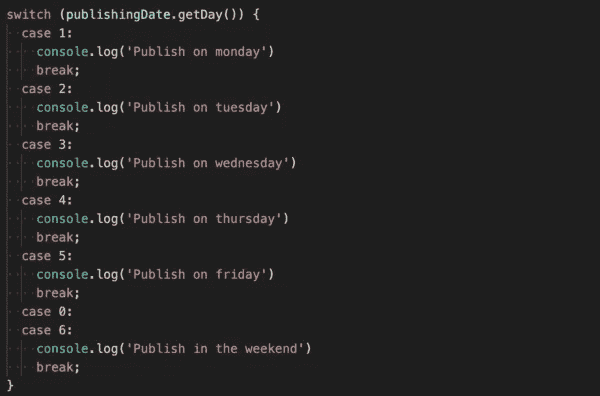 switch (publishingDate.getDay()) {
case 1:
console.log('Publish on monday')
break;
case 2:
console.log('Publish on tuesday')
break;
case 3:
console.log('Publish on wednesday')
break;
case 4:
console.log('Publish on thursday')
break;
case 5:
console.log('Publish on friday')
break;
case 0:
case 6:
console.log('Publish in the weekend')
break;
}